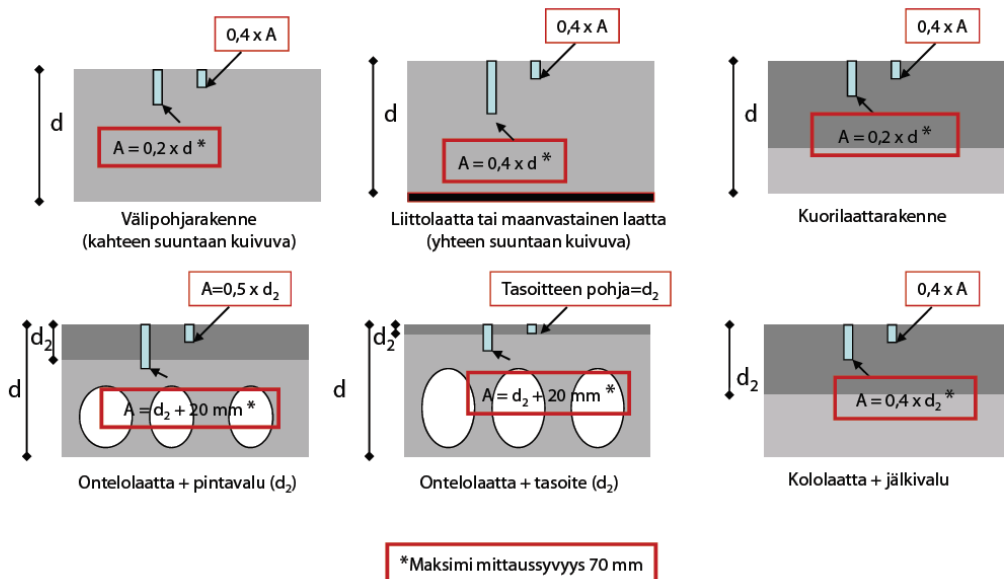 0,4 x A
d
A = 0,2 x d *
Välipohjarakenne
(kahteen suuntaan kuivuva)
0,4 x A
d
A = 0,4 x d *
Liittolaatta tai maanvastainen laatta
(yhteen suuntaan kuivuva)
0,4 x A
d
A = 0,2 x d *
Kuorilaattarakenne
A=0,5 x d₂
d₂
d
A = d₂ + 20 mm *
Ontelolaatta + pintavalu (d₂)
Tasoitteen pohja=d₂
d₂
d
A = d₂ + 20 mm *
Ontelolaatta + tasoite (d₂)
0,4 x A
d₂
A = 0,4 x d₂ *
Kololaatta + jälkivalu
*Maksimi mittaussyvyys 70 mm